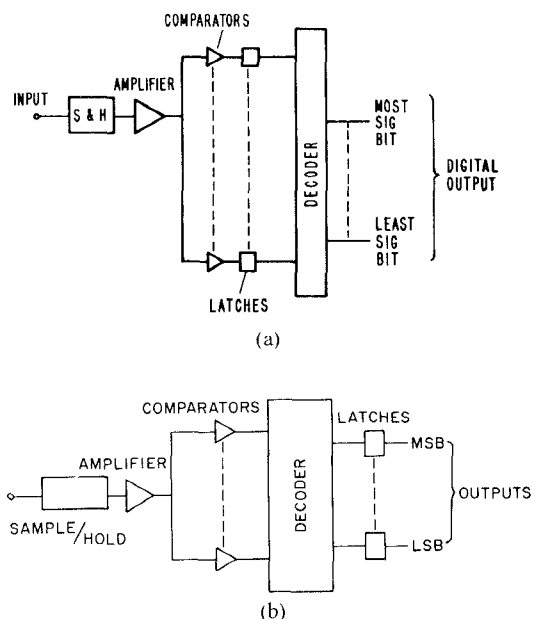 COMPARATORS
AMPLIFIER
INPUT
S & H
DECODER
MOST
SIG
BIT
DIGITAL
OUTPUT
LEAST
SIG
BIT
LATCHES
(a)
COMPARATORS
LATCHES
AMPLIFIER
DECODER
MSB
OUTPUTS
SAMPLE/HOLD
LSB
(b)